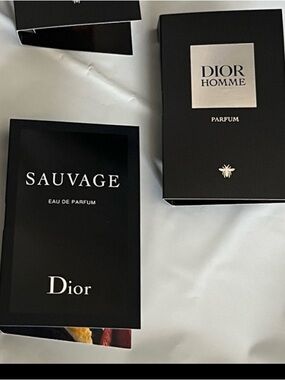 DIOR
HOMME
PARFUM
SAUVAGE
EAU DE PARFUM
Dior